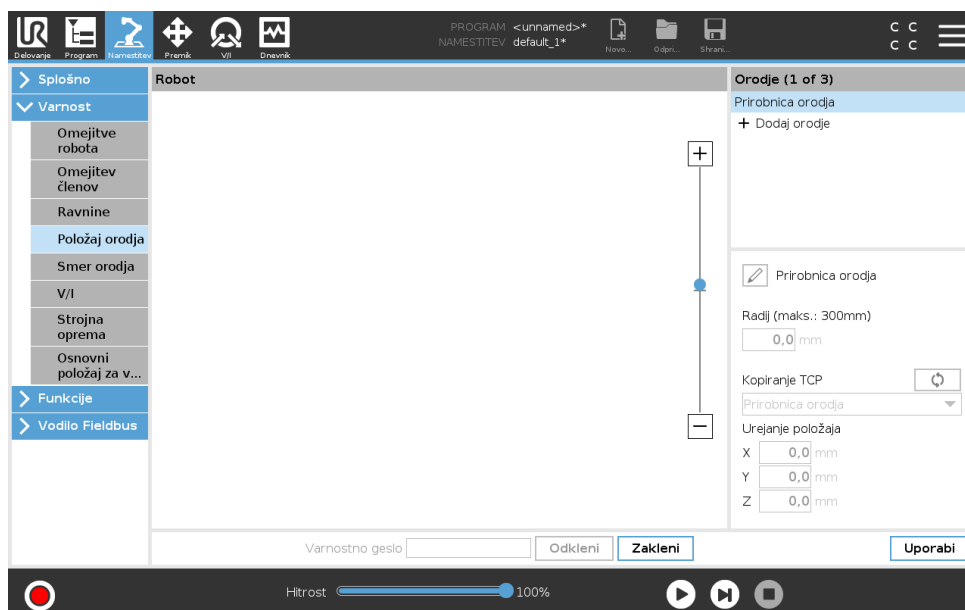 PROGRAM <unnamed>*
NAMESTITEV default_1*
Delovanje Program Namestitev Premik V/I Dnevnik Novo... Odpri... Shrani...
C C
C C
Splošno
Varnost
Omejitve
robota
Omejitev
členov
Ravnine
Položaj orodja
Smer orodja
V/I
Strojna
oprema
Osnovni
položaj za v...
Funkcije
Vodilo Fieldbus
Robot
Orodje (1 of 3)
Prirobnica orodja
+ Dodaj orodje
Prirobnica orodja
Radij (maks.: 300mm)
0,0 mm
Kopiranje TCP
Prirobnica orodja
Urejanje položaja
X 0,0 mm
Y 0,0 mm
Z 0,0 mm
Varnostno geslo Odkleni Zakleni Uporabi
Hitrost 100%